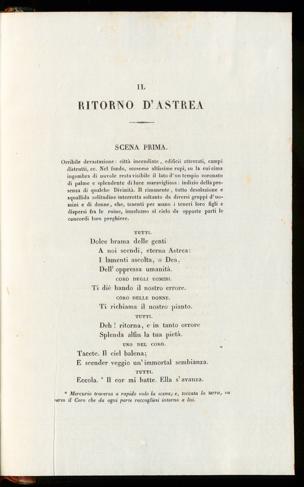 IL
RITORNO D'ASTREA
SCENA PRIMA.
Orribile devastazione: città incendiate, edifici atterrati, campi
distrutti, ec. Nel fondo, scoscese altissime rupi, su la cui cima
ingombra di nuvole resta visibile il lato d'un tempio coronato
di palme e splendente di luce maravigliosa: indizio della pre-
senza di qualche Divinità. Il rimanente, tutto desolazione e
squallida solitudine interrotta soltanto da diversi gruppi d'uo-
mini e di donne, che, tenenti per mano i teneri loro figli e
dispersi fra le ruine, innalzano al cielo da opposte parti le
concordi loro preghiere.
TUTTI.
Dolce brama delle genti
A noi scendi, eterna Astrea:
I lamenti ascolta, o Dea,
Dell' oppressa umanità.
CORO DEGLI UOMINI.
Ti diè bando il nostro errore.
CORO DELLE DONNE.
Ti richiama il nostro pianto.
TUTTI.
Deh! ritorna, e in tanto orrore
Splenda alfin la tua pietà.
UNO DEL CORO.
Tacete. Il ciel balena;
E scender veggio un' immortal sembianza.
TUTTI.
Eccola. * Il cor mi batte. Ella s'avanza.
* Mercurio traversa a rapido volo la scena; e, toccata la terra, va
verso il Coro che da ogni parte raccogliesi intorno a lui.